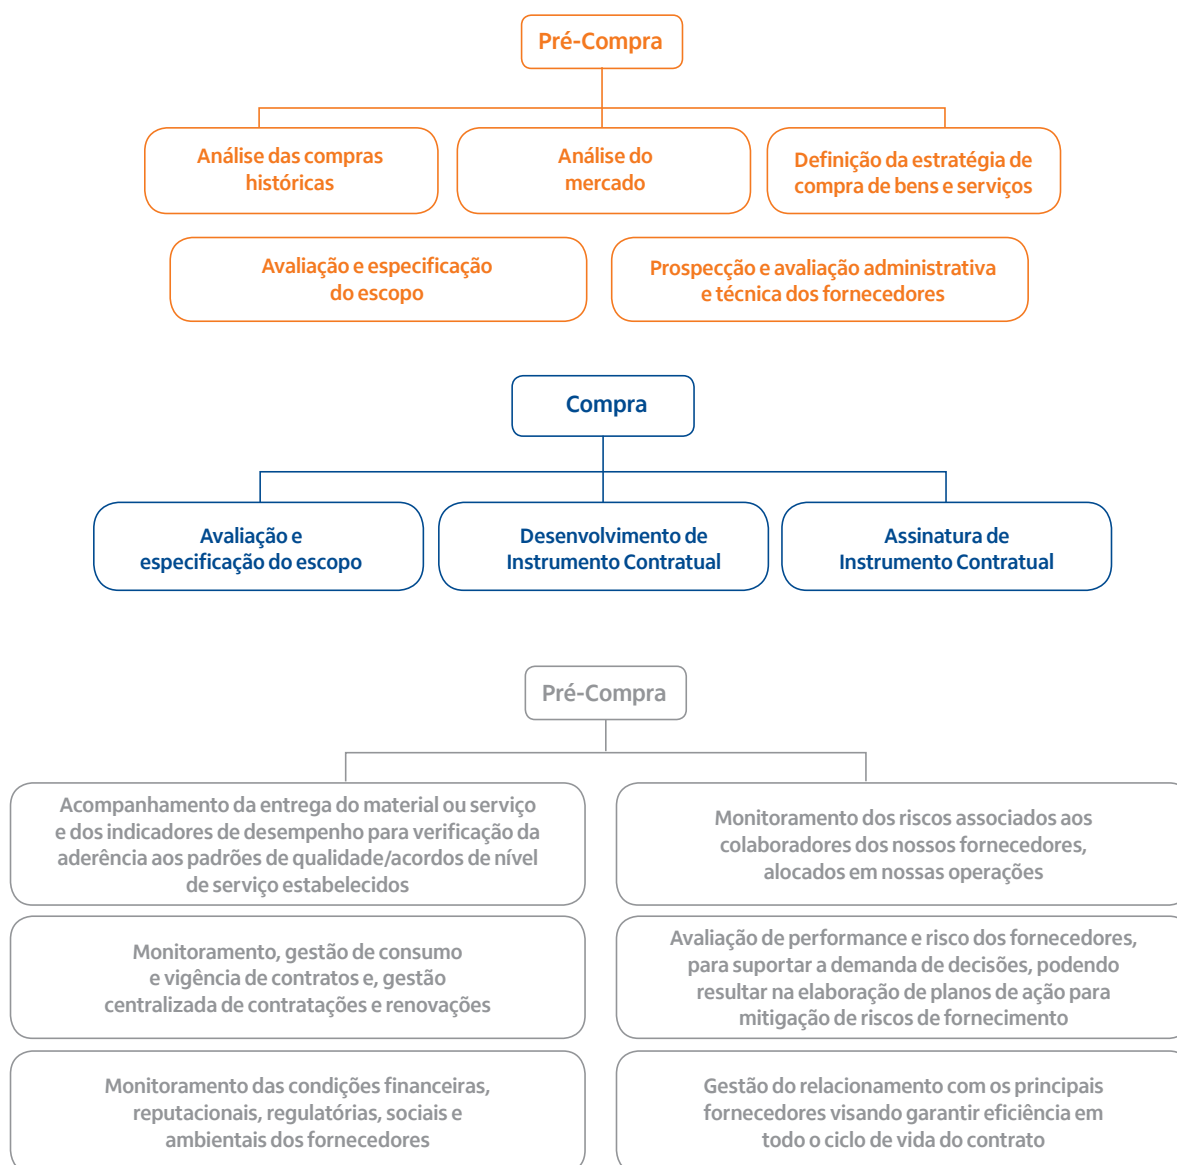 Pré-Compra
Análise das compras
históricas
Análise do
mercado
Definição da estratégia de
compra de bens e serviços
Avaliação e especificação
do escopo
Prospecção e avaliação administrativa
e técnica dos fornecedores
Compra
Avaliação e
especificação do escopo
Desenvolvimento de
Instrumento Contratual
Assinatura de
Instrumento Contratual
Pré-Compra
Acompanhamento da entrega do material ou serviço
e dos indicadores de desempenho para verificação da
aderência aos padrões de qualidade/acordos de nível
de serviço estabelecidos
Monitoramento dos riscos associados aos
colaboradores dos nossos fornecedores,
alocados em nossas operações
Monitoramento, gestão de consumo
e vigência de contratos e, gestão
centralizada de contratações e renovações
Avaliação de performance e risco dos fornecedores,
para suportar a demanda de decisões, podendo
resultar na elaboração de planos de ação para
mitigação de riscos de fornecimento
Monitoramento das condições financeiras,
reputacionais, regulatórias, sociais e
ambientais dos fornecedores
Gestão do relacionamento com os principais
fornecedores visando garantir eficiência em
todo o ciclo de vida do contrato